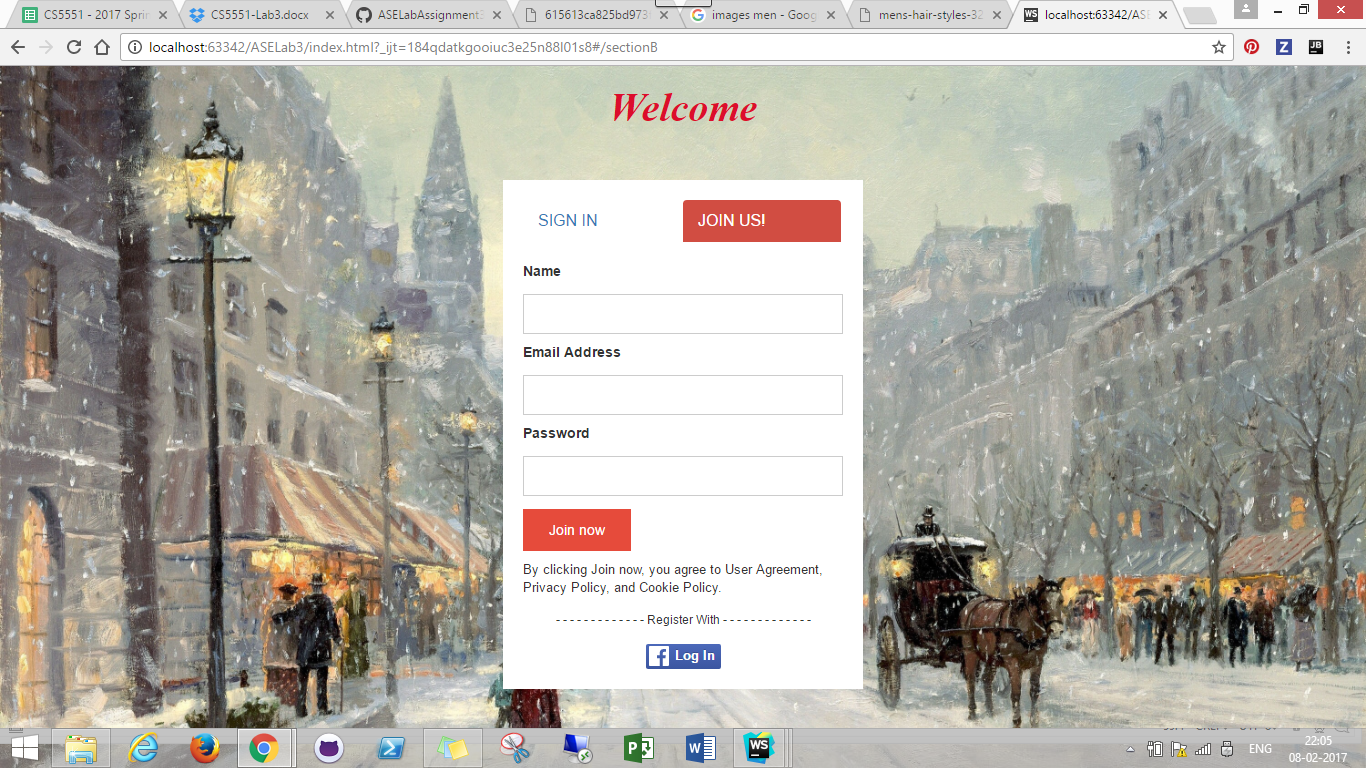 CS5551 - 2017 Sprin
CS5551-Lab3.docx
ASELabAssignment3
615613ca825bd973
images men - Goog
mens-hair-styles-32
localhost:63342/ASE
localhost:63342/ASELab3/index.html?_ijt=184qdatkgooiuc3e25n88l01s8#/sectionB
Welcome
SIGN IN
JOIN US!
Name
Email Address
Password
Join now
By clicking Join now, you agree to User Agreement,
Privacy Policy, and Cookie Policy.
- - - - - - - - - - - - - Register With - - - - - - - - - - - - -
Log In
ENG
22:05
08-02-2017